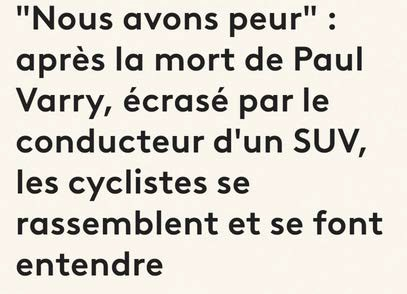 "Nous avons peur" :
après la mort de Paul
Varry, écrasé par le
conducteur d'un SUV,
les cyclistes se
rassemblent et se font
entendre